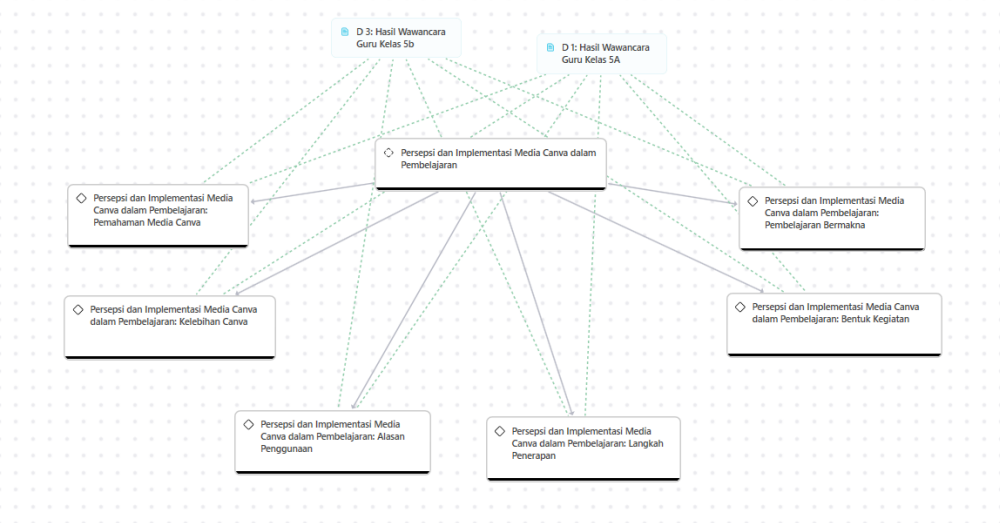 D 3: Hasil Wawancara
Guru Kelas 5b
D 1: Hasil Wawancara
Guru Kelas 5A
Persepsi dan Implementasi Media Canva dalam
Pembelajaran
Persepsi dan Implementasi Media
Canva dalam Pembelajaran:
Pemahaman Media Canva
Persepsi dan Implementasi Media
Canva dalam Pembelajaran:
Pembelajaran Bermakna
Persepsi dan Implementasi Media Canva
dalam Pembelajaran: Kelebihan Canva
Persepsi dan Implementasi Media Canva
dalam Pembelajaran: Bentuk Kegiatan
Persepsi dan Implementasi Media
Canva dalam Pembelajaran: Alasan
Penggunaan
Persepsi dan Implementasi Media
Canva dalam Pembelajaran: Langkah
Penerapan